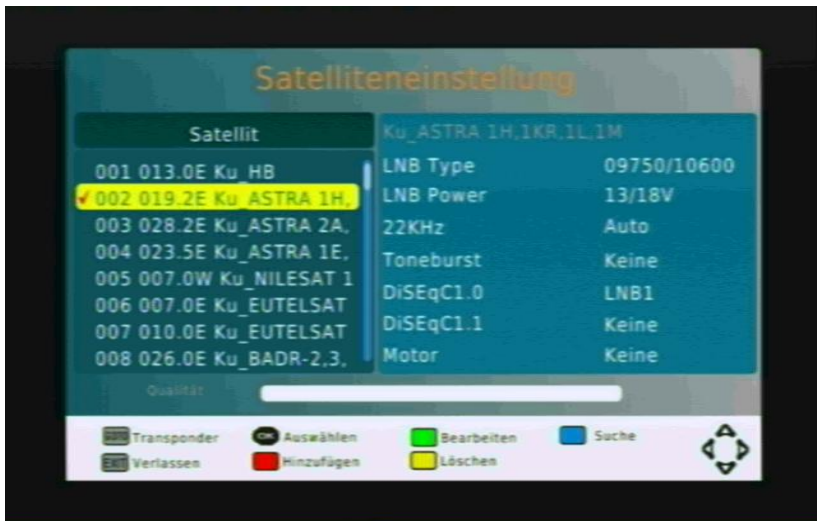 Satelliteneinstellung
Satellit
001 013.0E Ku_HB
002 019.2E Ku_ASTRA 1H,
003 028.2E Ku_ASTRA 2A,
004 023.5E Ku_ASTRA 1E,
005 007.0W Ku_NILESAT 1
006 007.0E Ku_EUTELSAT
007 010.0E Ku_EUTELSAT
008 026.0E Ku_BADR-2,3,
Ku_ASTRA 1H,1KR,1L,1M
LNB Type 09750/10600
LNB Power 13/18V
22KHz Auto
Toneburst Keine
DiSEqC1.0 LNB1
DiSEqC1.1 Keine
Motor Keine
Qualität
Transponder OK Auswählen Bearbeiten Suche
EXIT Verlassen Hinzufügen Löschen